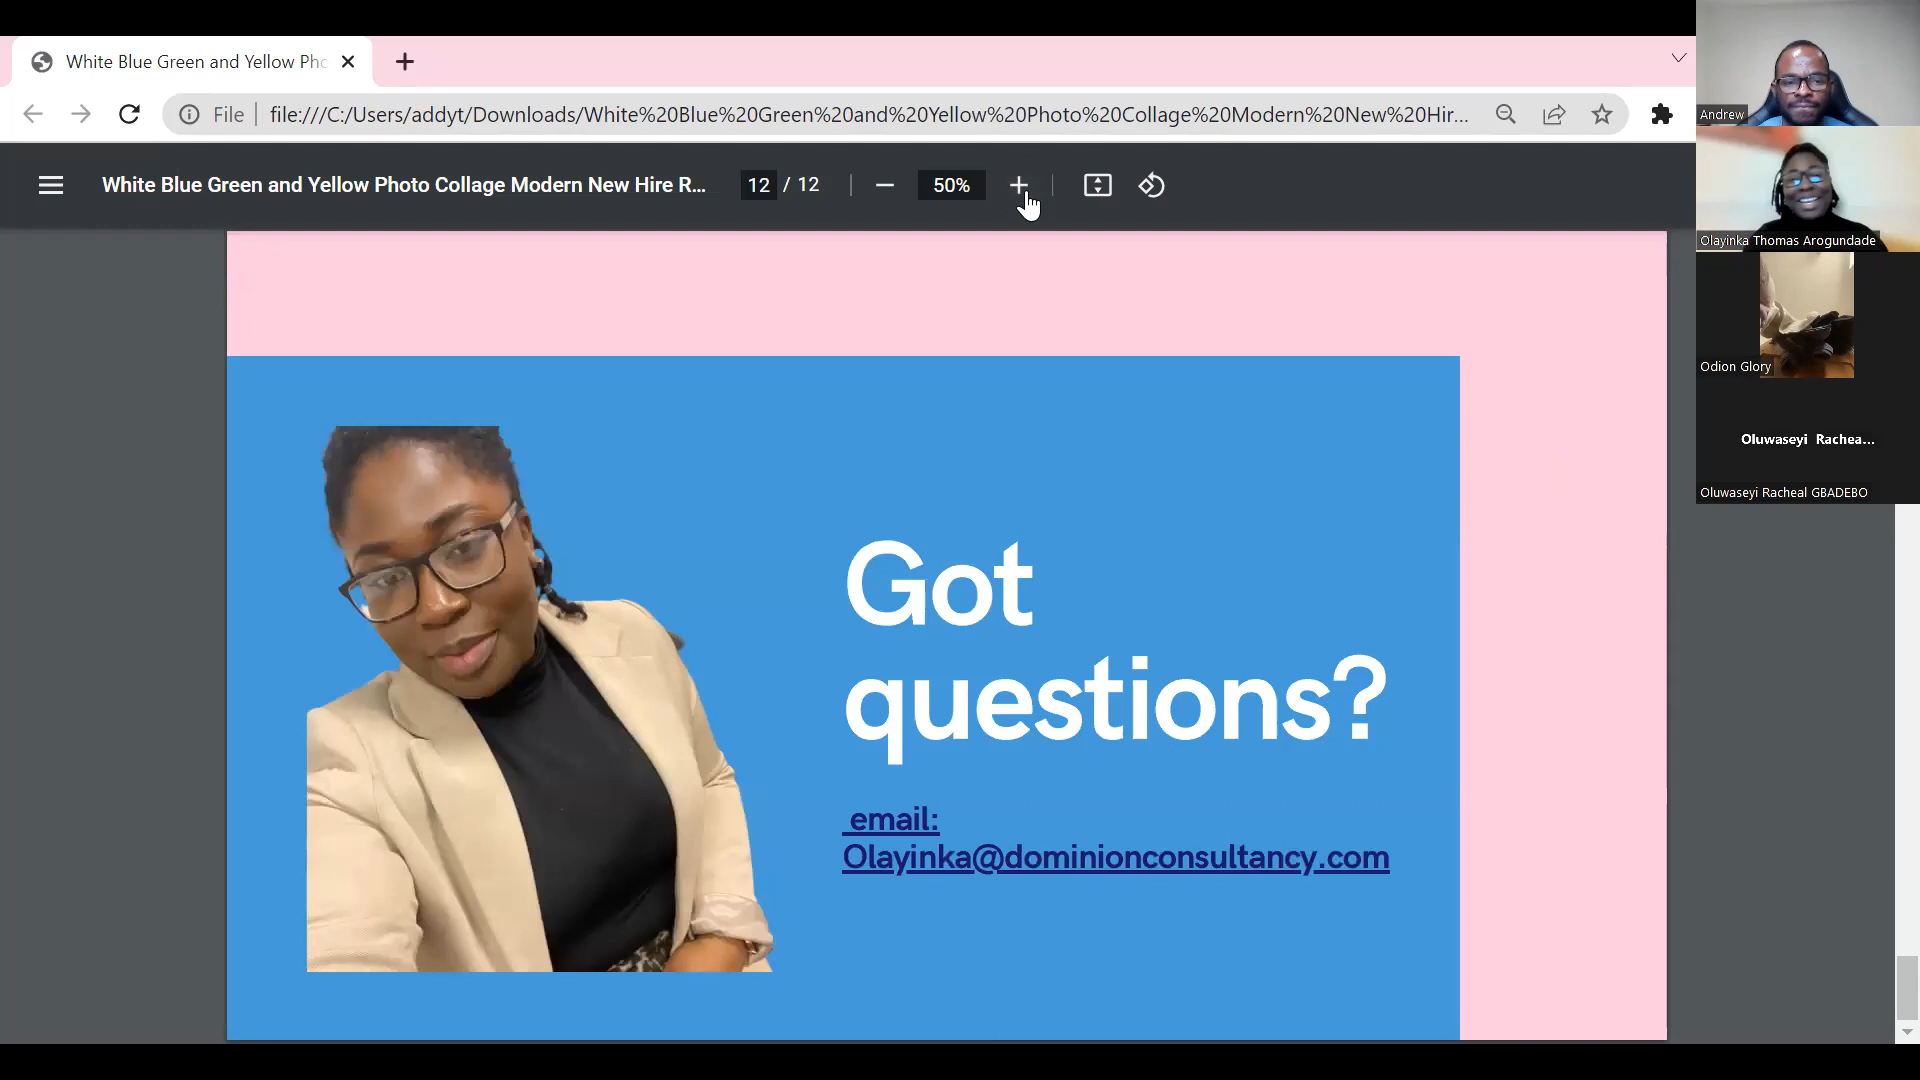 White Blue Green and Yellow Pho
File
file:///C:/Users/addyt/Downloads/White%20Blue%20Green%20and%20Yellow%20Photo%20Collage%20Modern%20New%20Hir...
White Blue Green and Yellow Photo Collage Modern New Hire R...
12 / 12
50%
Got
questions?
email:
Olayinka@dominionconsultancy.com
Andrew
Olayinka Thomas Arogundade
Odion Glory
Oluwaseyi Rachea...
Oluwaseyi Racheal GBADEBO